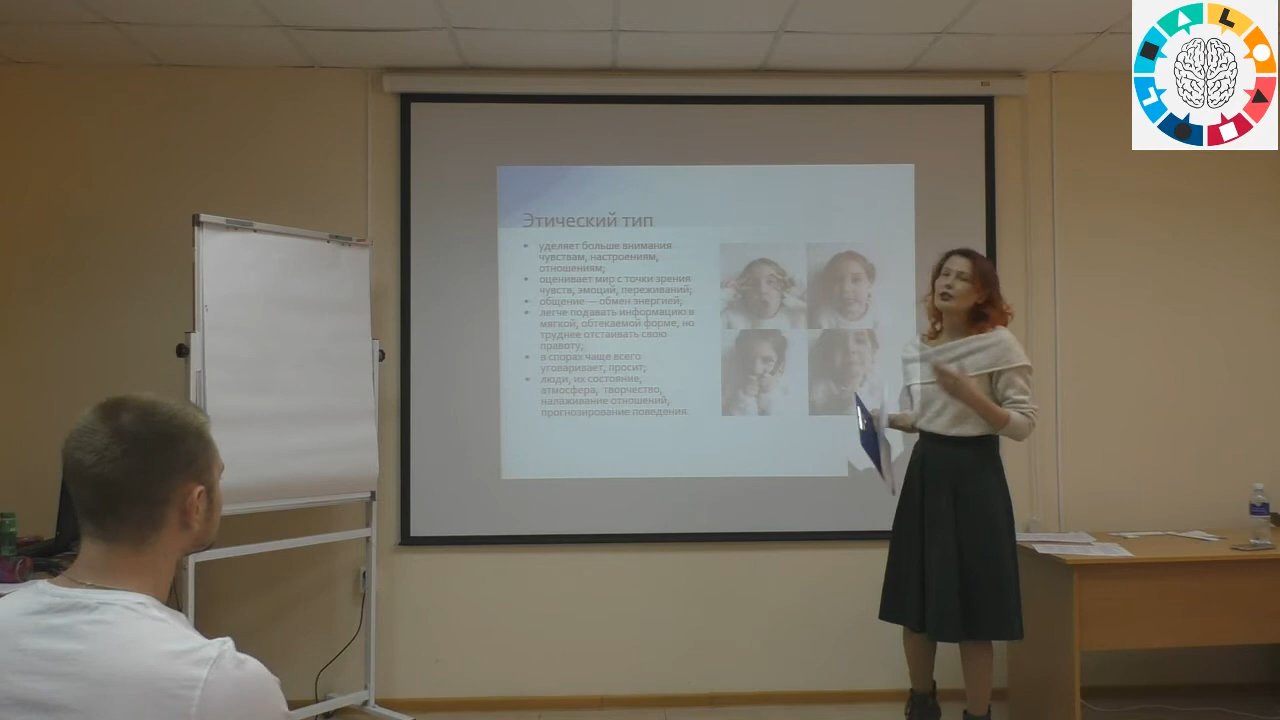 Этический тип
• уделяет больше внимания
чувствам, настроениям,
отношениям;
• оценивает мир с точки зрения
чувств, эмоций, переживаний;
• общение — обмен энергией;
• легче подавать информацию в
мягкой, обтекаемой форме, но
труднее отстаивать свою
правоту;
• в спорах чаще всего
уговаривает, просит;
• люди, их состояние,
атмосфера, творчество,
налаживание отношений,
прогнозирование поведения.